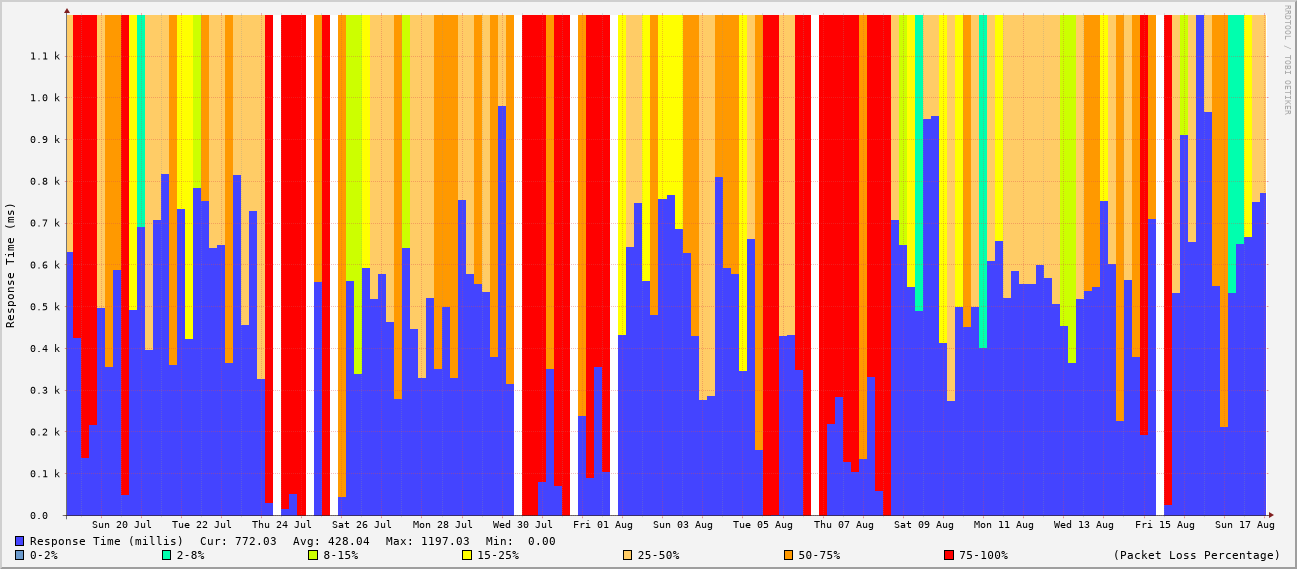 RRDTOOL / TOBI OETIKER
Response Time (ms)
1.1 k
1.0 k
0.9 k
0.8 k
0.7 k
0.6 k
0.5 k
0.4 k
0.3 k
0.2 k
0.1 k
0.0
Sun 20 Jul Tue 22 Jul Thu 24 Jul Sat 26 Jul Mon 28 Jul Wed 30 Jul Fri 01 Aug Sun 03 Aug Tue 05 Aug Thu 07 Aug Sat 09 Aug Mon 11 Aug Wed 13 Aug Fri 15 Aug Sun 17 Aug
Response Time (millis) Cur: 772.03 Avg: 428.04 Max: 1197.03 Min: 0.00
0-2% 2-8% 8-15% 15-25% 25-50% 50-75% 75-100% (Packet Loss Percentage)